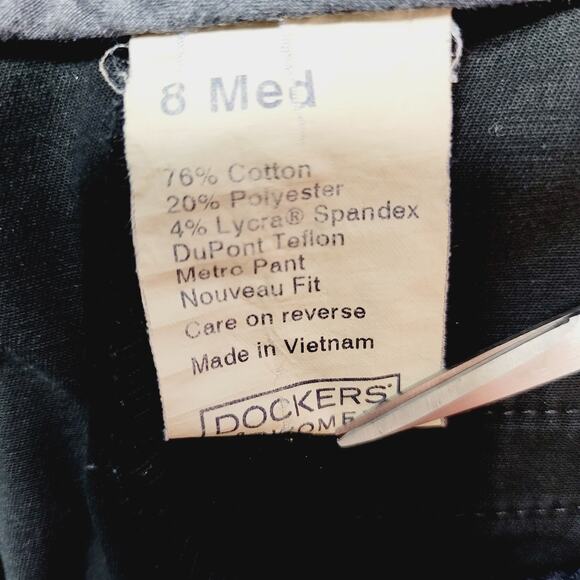 8 Med
76% Cotton
20% Polyester
4% Lycra® Spandex
DuPont Teflon
Metro Pant
Nouveau Fit
Care on reverse
Made in Vietnam
DOCKERS